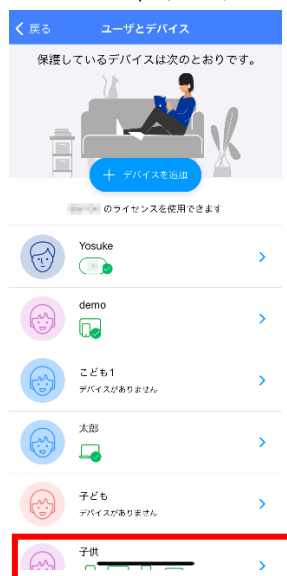 戻る ユーザとデバイス
保護しているデバイスは次のとおりです。
＋ デバイスを追加
のライセンスを使用できます
Yosuke
demo
こども1
デバイスがありません
太郎
子ども
デバイスがありません
子供